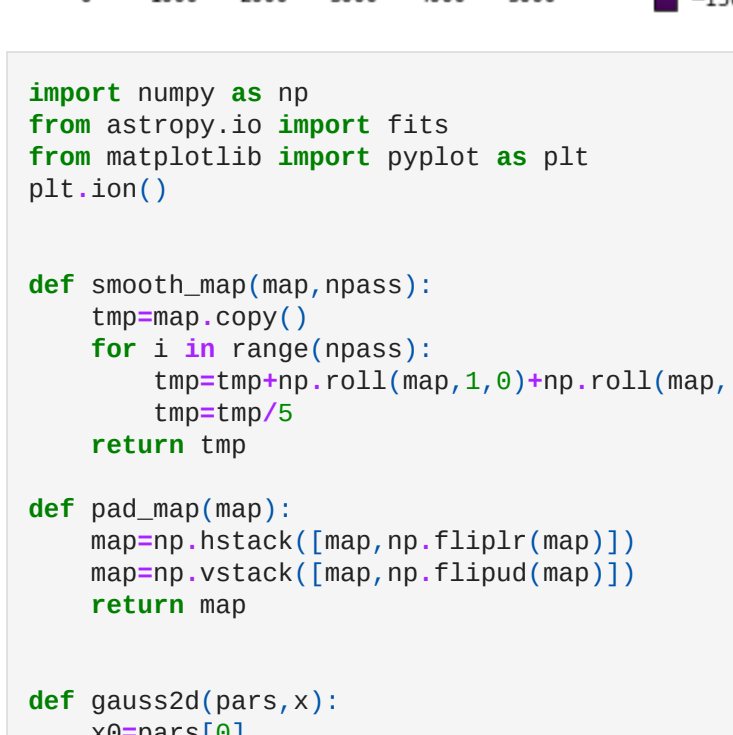 import numpy as np
from astropy.io import fits
from matplotlib import pyplot as plt
plt.ion()
def smooth_map(map,npass):
    tmp=map.copy()
    for i in range(npass):
        tmp=tmp+np.roll(map,1,0)+np.roll(map,
        tmp=tmp/5
    return tmp
def pad_map(map):
    map=np.hstack([map,np.fliplr(map)])
    map=np.vstack([map,np.flipud(map)])
    return map
def gauss2d(pars,x):
    x0=pars[0]